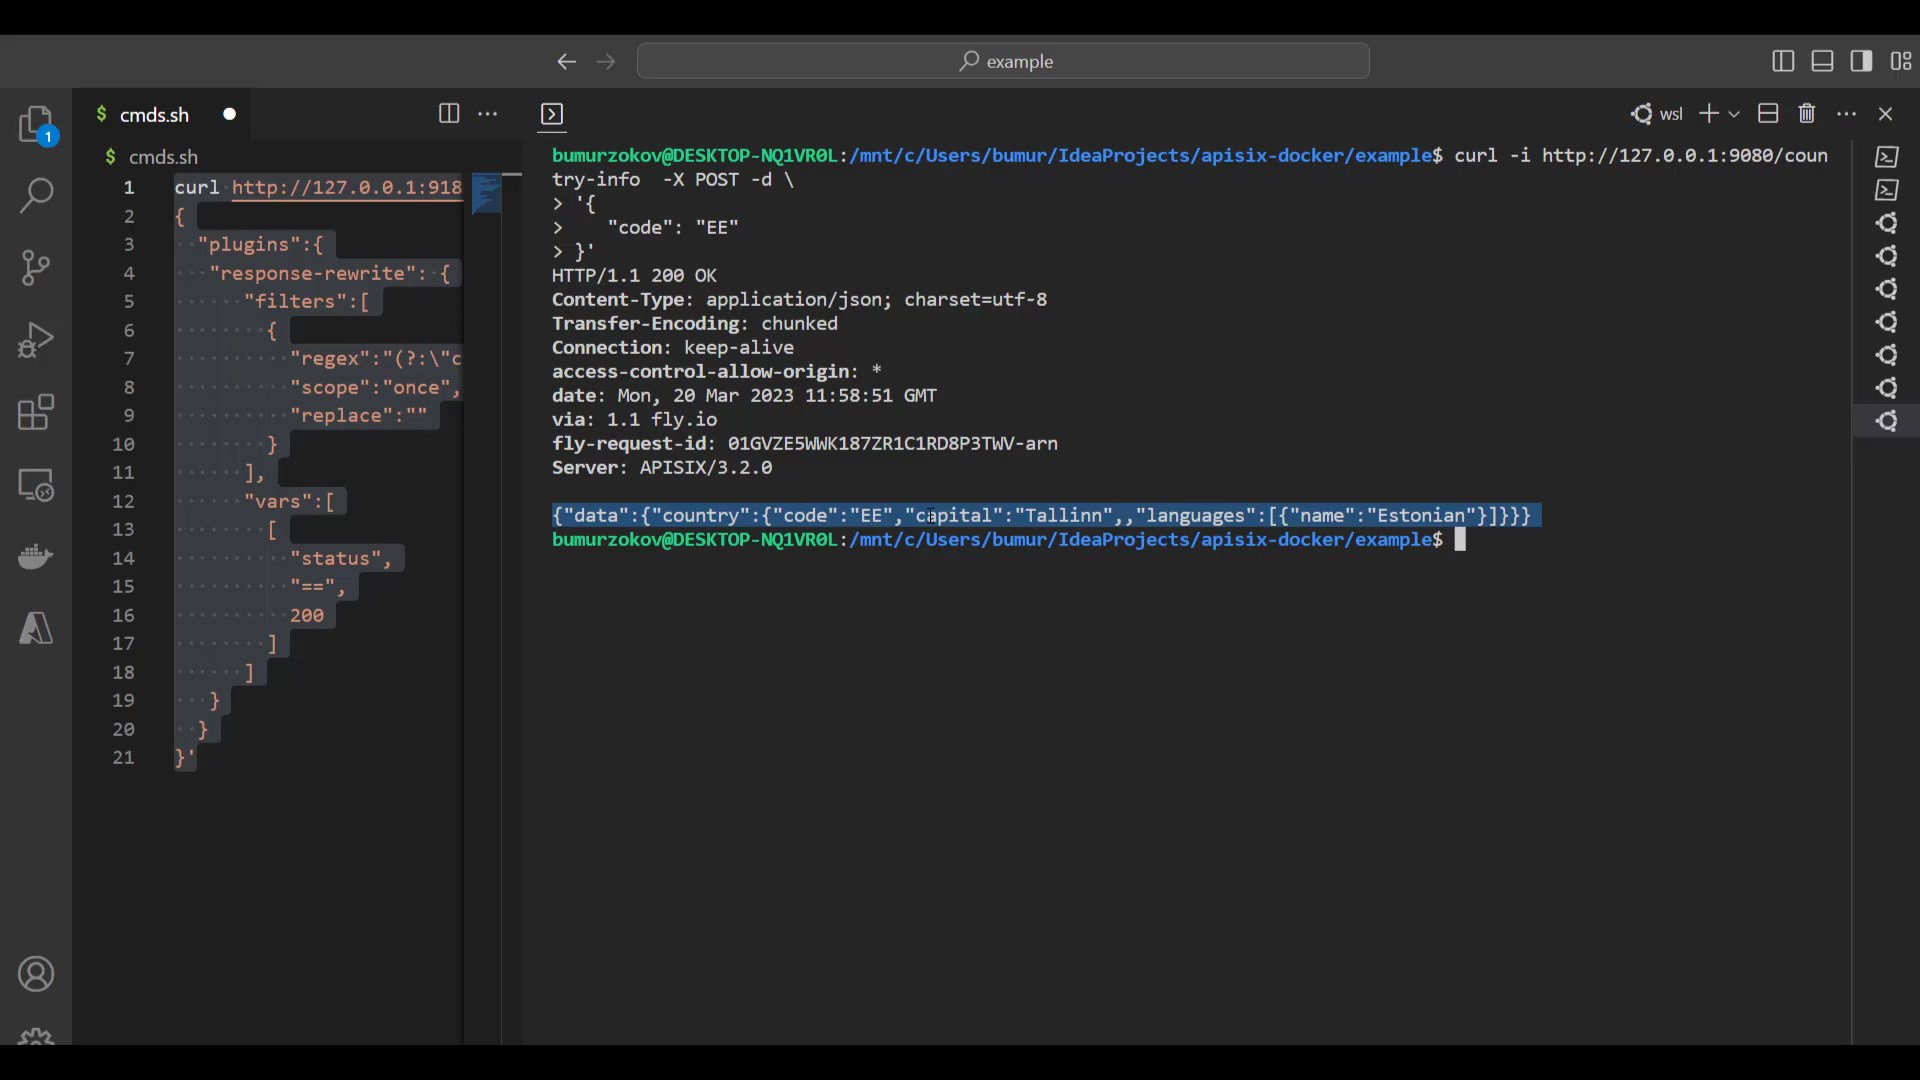 example
$ cmds.sh
wsl
1
$ cmds.sh
1 curl http://127.0.0.1:918
2 {
3 "plugins":{
4 "response-rewrite": {
5 "filters":[
6 {
7 "regex":"(?:\"c
8 "scope":"once",
9 "replace":""
10 }
11 ],
12 "vars":[
13 [
14 "status",
15 "==",
16 200
17 ]
18 ]
19 }
20 }
21 }'
bumurzokov@DESKTOP-NQ1VR0L:/mnt/c/Users/bumur/IdeaProjects/apisix-docker/example$ curl -i http://127.0.0.1:9080/coun
try-info  -X POST -d \
> '{
>    "code": "EE"
> }'
HTTP/1.1 200 OK
Content-Type: application/json; charset=utf-8
Transfer-Encoding: chunked
Connection: keep-alive
access-control-allow-origin: *
date: Mon, 20 Mar 2023 11:58:51 GMT
via: 1.1 fly.io
fly-request-id: 01GVZE5WWK187ZR1C1RD8P3TWV-arn
Server: APISIX/3.2.0
{"data":{"country":{"code":"EE","capital":"Tallinn",,"languages":[{"name":"Estonian"}]}}}
bumurzokov@DESKTOP-NQ1VR0L:/mnt/c/Users/bumur/IdeaProjects/apisix-docker/example$